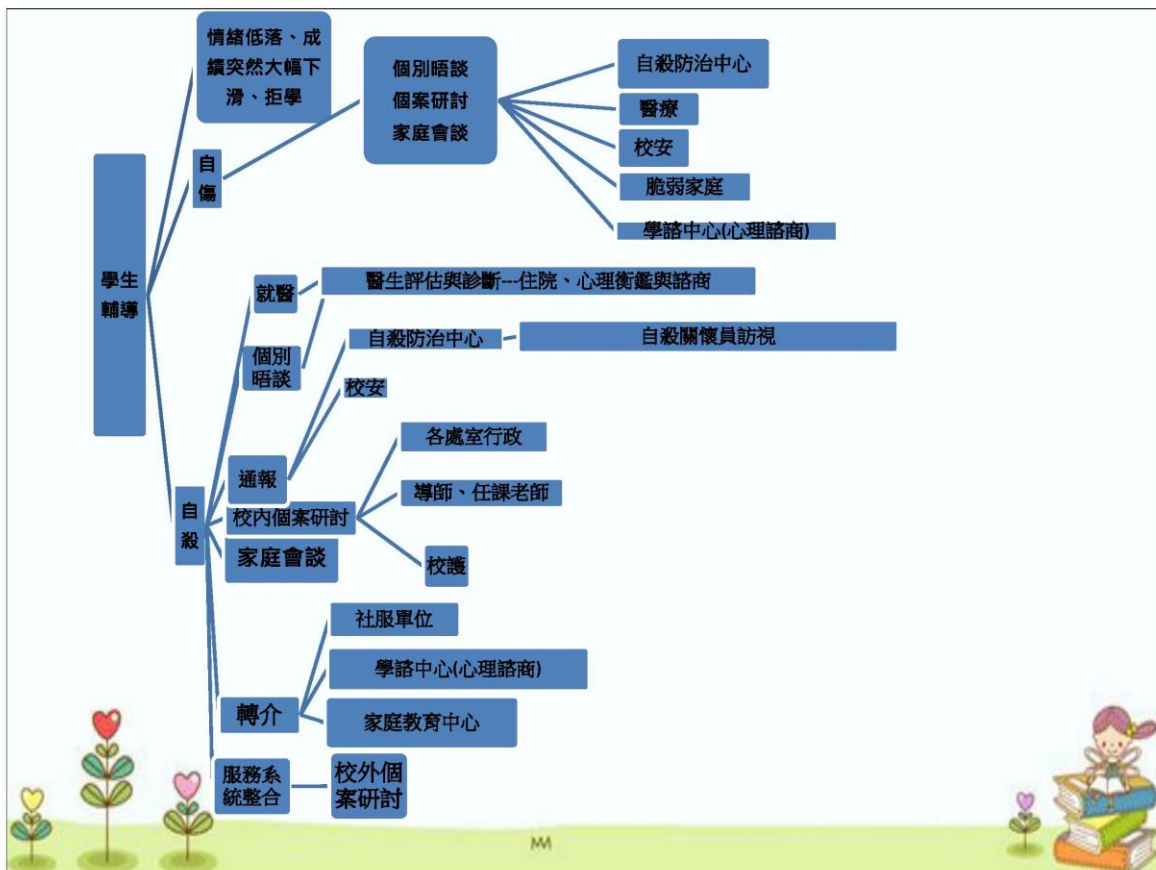 情緒低落、成
績突然大幅下
滑、拒學
個別晤談
個案研討
家庭會談
自殺防治中心
醫療
校安
脆弱家庭
學諮中心(心理諮商)
自
傷
學生
輔導
就醫
醫生評估與診斷---住院、心理衡鑑與諮商
個別
晤談
自殺防治中心
自殺關懷員訪視
校安
通報
各處室行政
導師、任課老師
校護
自
殺
校內個案研討
家庭會談
社服單位
學諮中心(心理諮商)
家庭教育中心
轉介
服務系
統整合
校外個
案研討